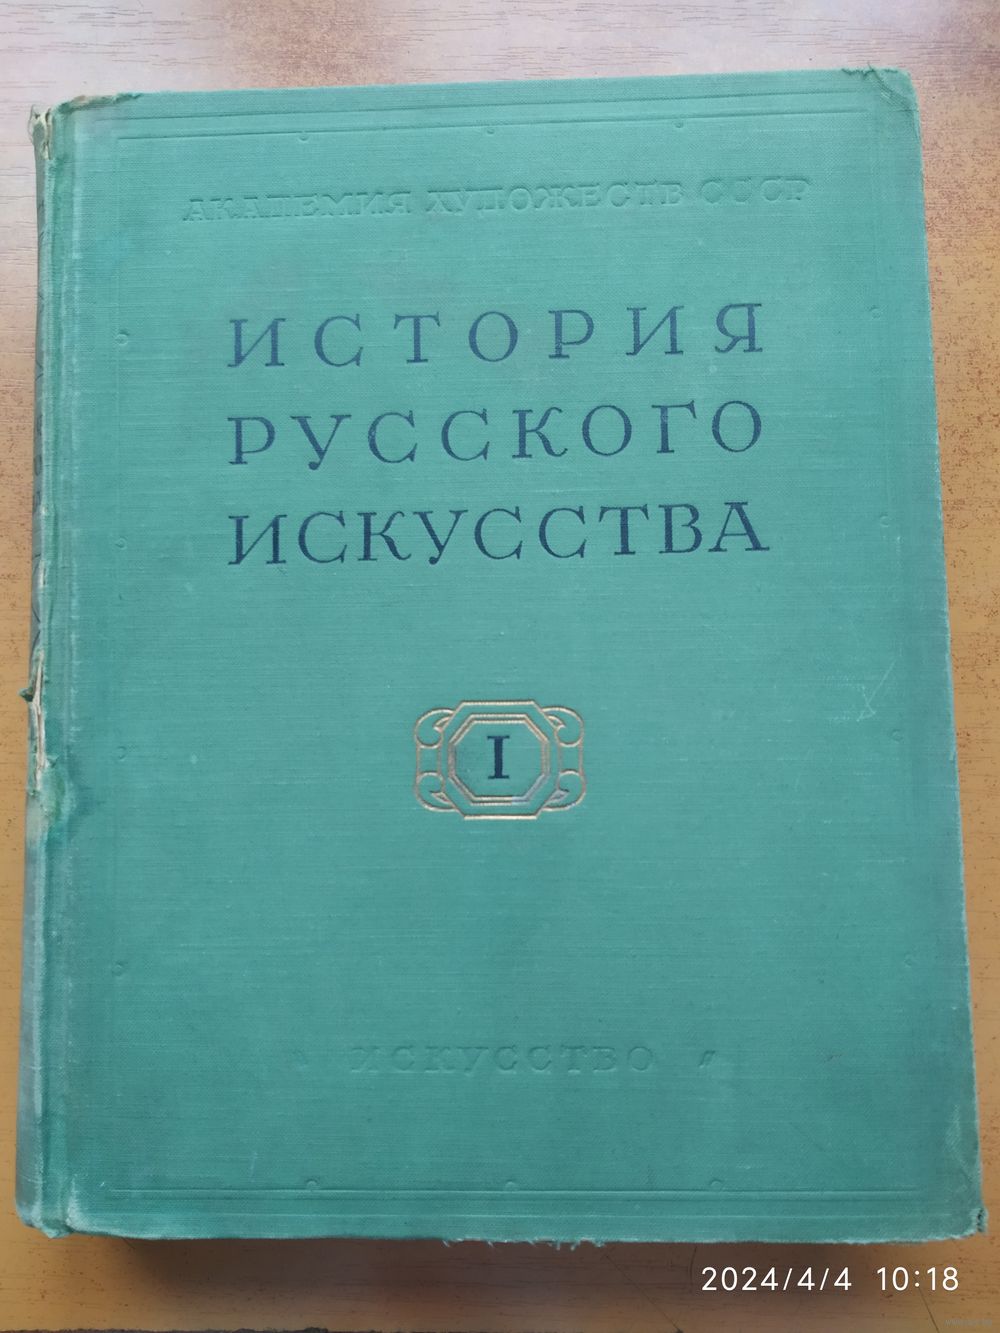 АКАДЕМИЯ ХУДОЖЕСТВ СССР
ИСТОРИЯ
РУССКОГО
ИСКУССТВА
I
ИСКУССТВО
2024/4/4 10:18